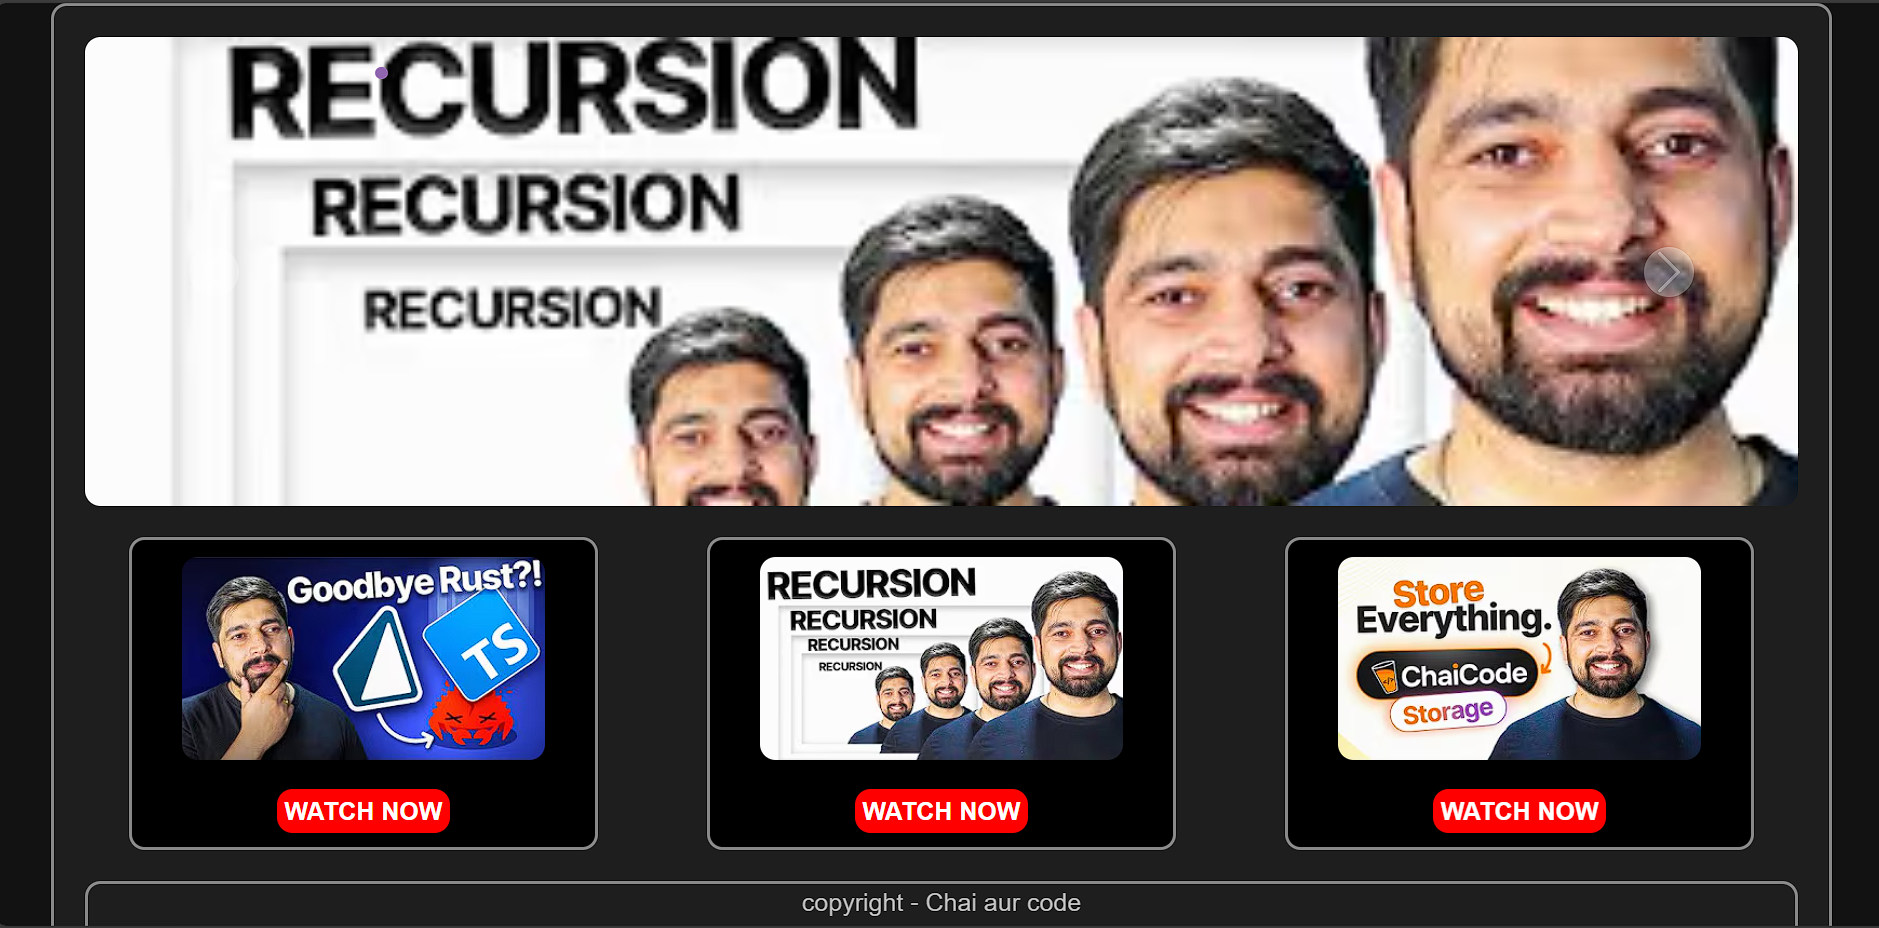 RECURSION
RECURSION
RECURSION
Goodbye Rust?!
TS
WATCH NOW
RECURSION
RECURSION
RECURSION
RECURSION
WATCH NOW
Store
Everything.
ChaiCode
Storage
WATCH NOW
copyright - Chai aur code